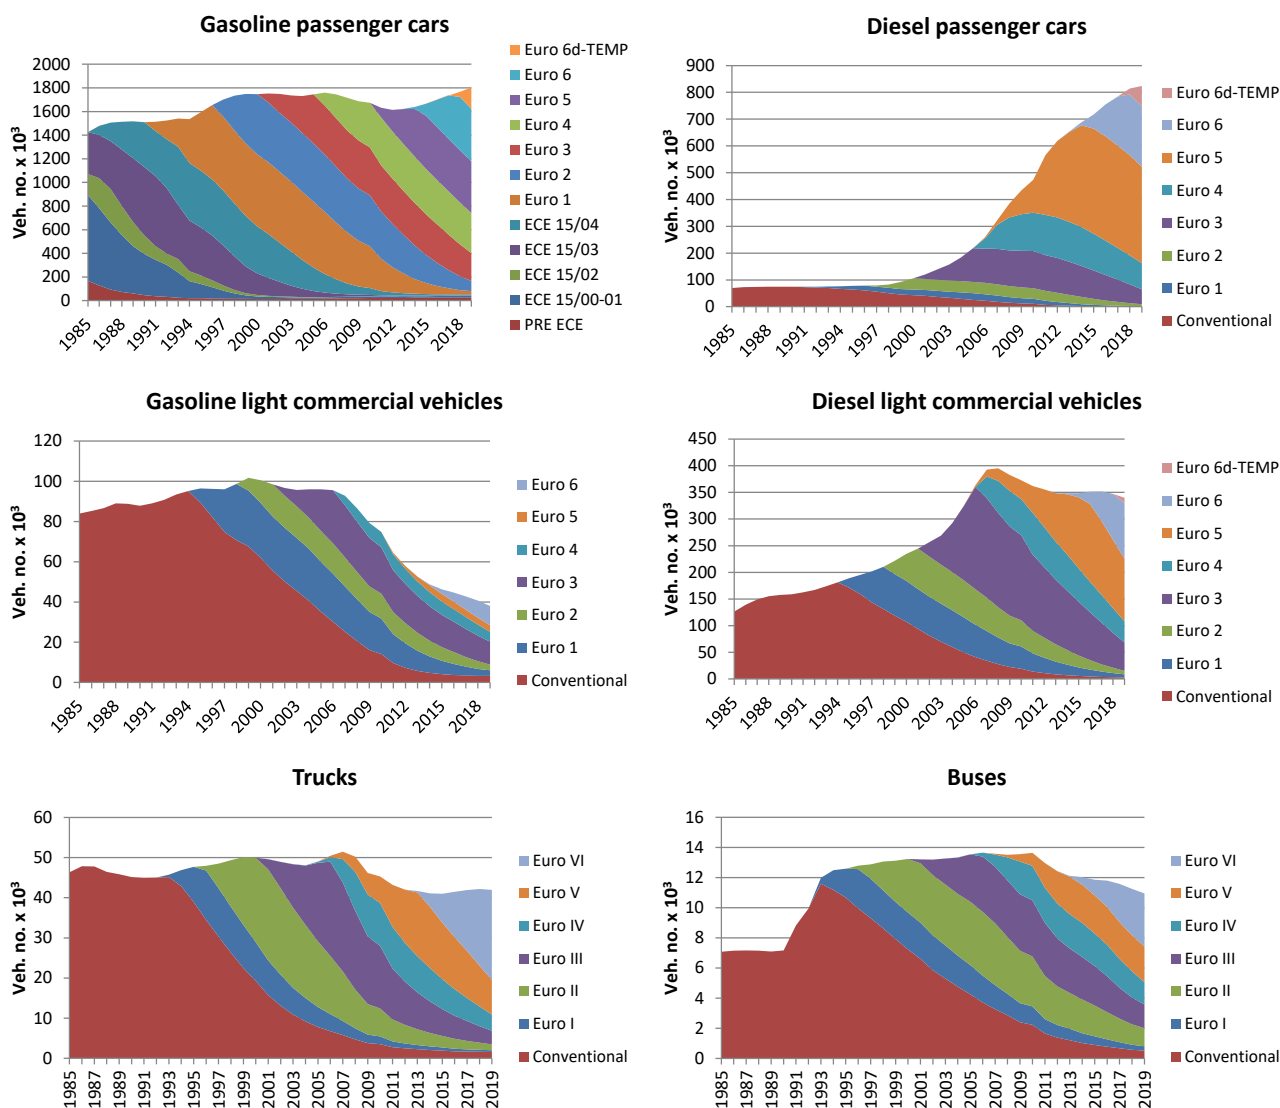 Gasoline passenger cars
Veh. no. x 10³
2000
1800
1600
1400
1200
1000
800
600
400
200
0
1985
1988
1991
1994
1997
2000
2003
2006
2009
2012
2015
2018
Euro 6d-TEMP
Euro 6
Euro 5
Euro 4
Euro 3
Euro 2
Euro 1
ECE 15/04
ECE 15/03
ECE 15/02
ECE 15/00-01
PRE ECE
Diesel passenger cars
Veh. no. x 10³
900
800
700
600
500
400
300
200
100
0
1985
1988
1991
1994
1997
2000
2003
2006
2009
2012
2015
2018
Euro 6d-TEMP
Euro 6
Euro 5
Euro 4
Euro 3
Euro 2
Euro 1
Conventional
Gasoline light commercial vehicles
Veh. no. x 10³
120
100
80
60
40
20
0
1985
1988
1991
1994
1997
2000
2003
2006
2009
2012
2015
2018
Euro 6
Euro 5
Euro 4
Euro 3
Euro 2
Euro 1
Conventional
Diesel light commercial vehicles
Veh. no. x 10³
450
400
350
300
250
200
150
100
50
0
1985
1988
1991
1994
1997
2000
2003
2006
2009
2012
2015
2018
Euro 6d-TEMP
Euro 6
Euro 5
Euro 4
Euro 3
Euro 2
Euro 1
Conventional
Trucks
Veh. no. x 10³
60
50
40
30
20
10
0
1985
1987
1989
1991
1993
1995
1997
1999
2001
2003
2005
2007
2009
2011
2013
2015
2017
2019
Euro VI
Euro V
Euro IV
Euro III
Euro II
Euro I
Conventional
Buses
Veh. no. x 10³
16
14
12
10
8
6
4
2
0
1985
1987
1989
1991
1993
1995
1997
1999
2001
2003
2005
2007
2009
2011
2013
2015
2017
2019
Euro VI
Euro V
Euro IV
Euro III
Euro II
Euro I
Conventional